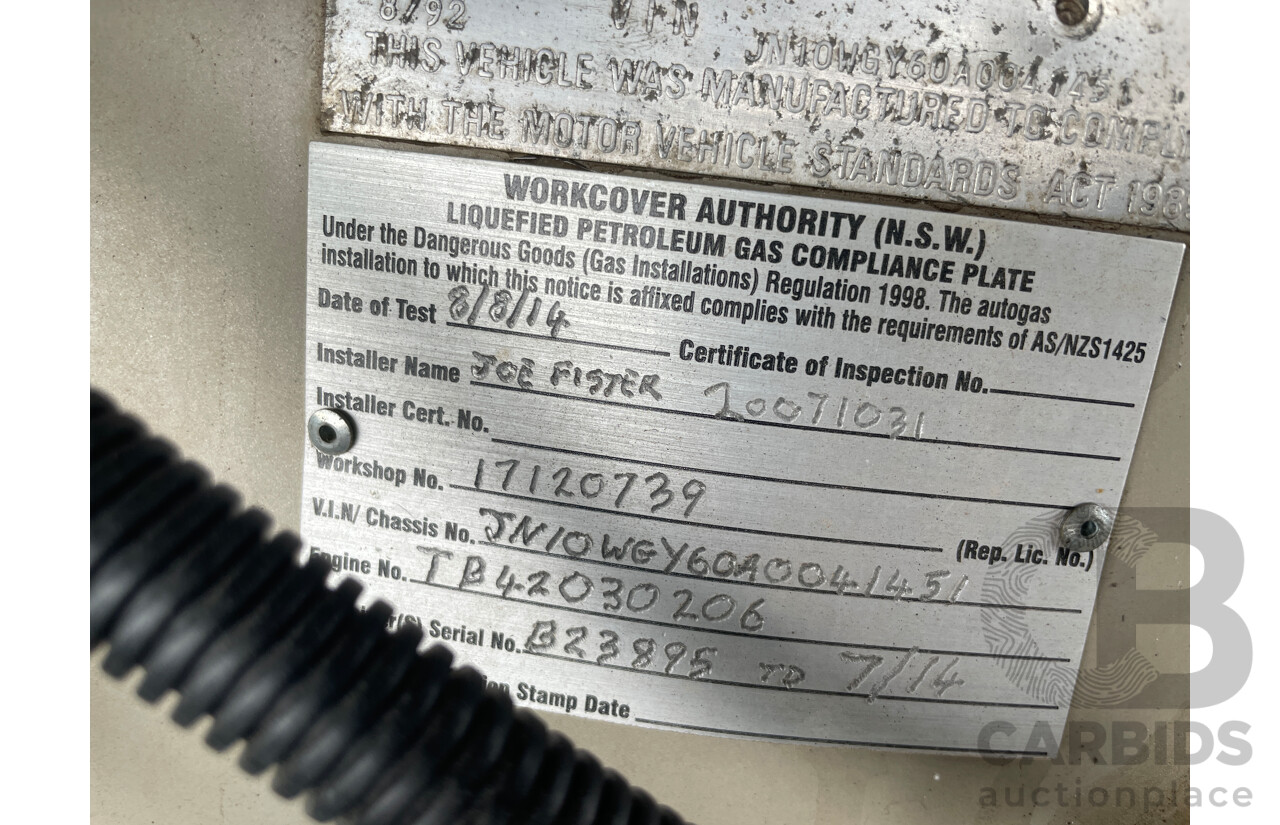 8/92 VIN JN10WGY60A0041451
THIS VEHICLE WAS MANUFACTURED TO COMPLY
WITH THE MOTOR VEHICLE STANDARDS ACT 198
WORKCOVER AUTHORITY (N.S.W.)
LIQUEFIED PETROLEUM GAS COMPLIANCE PLATE
Under the Dangerous Goods (Gas Installations) Regulation 1998. The autogas
installation to which this notice is affixed complies with the requirements of AS/NZS1425
Date of Test 8/8/14 Certificate of Inspection No.
Installer Name JOE FISTER 20071031
Installer Cert. No.
Workshop No. 17120739 (Rep. Lic. No.)
V.I.N/ Chassis No. JN10WGY60A0041451
Engine No. TB42030206
Serial No. B23895 TO 7/14
Stamp Date
CARBIDS
auctionplace